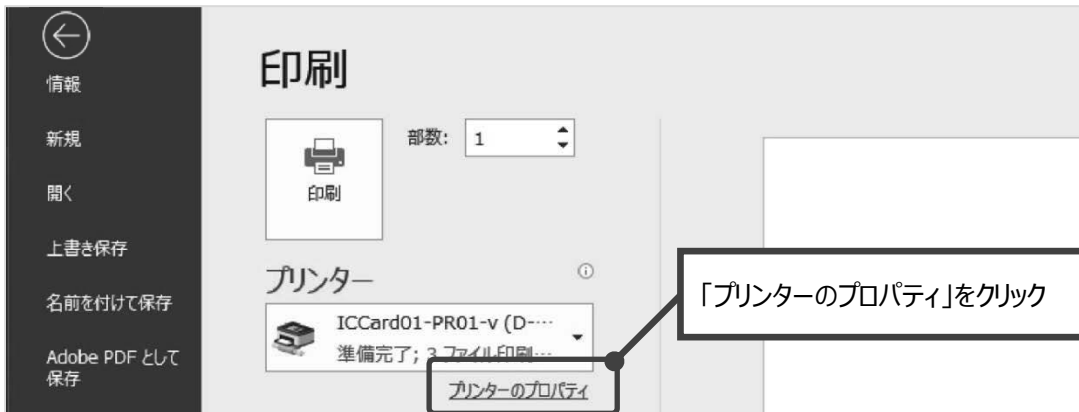 情報
新規
開く
上書き保存
名前を付けて保存
Adobe PDF として
保存
印刷
部数: 1
印刷
プリンター
ICCard01-PR01-v (D-…
準備完了; 3 ファイル印刷…
プリンターのプロパティ
「プリンターのプロパティ」をクリック